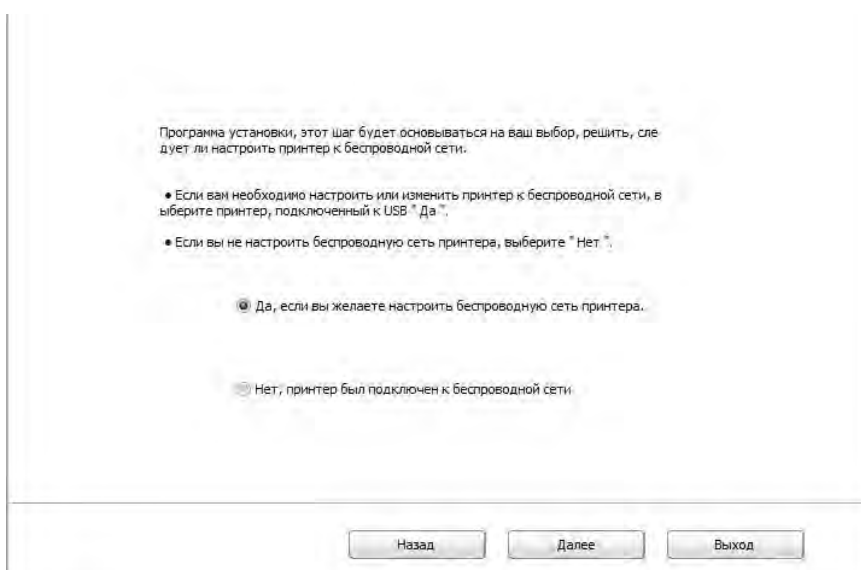 Программа установки, этот шаг будет основываться на ваш выбор, решить, сле
дует ли настроить принтер к беспроводной сети.
• Если вам необходимо настроить или изменить принтер к беспроводной сети, в
ыберите принтер, подключенный к USB " Да ".
• Если вы не настроить беспроводную сеть принтера, выберите " Нет ".
Да, если вы желаете настроить беспроводную сеть принтера.
Нет, принтер был подключен к беспроводной сети
Назад Далее Выход